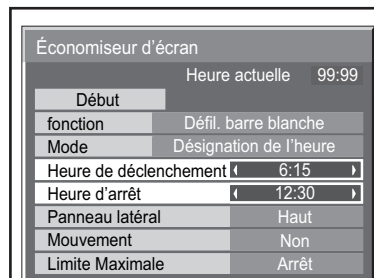 Économiseur d'écran
Heure actuelle 99:99
Début
fonction Défil. barre blanche
Mode Désignation de l'heure
Heure de déclenchement 6:15
Heure d'arrêt 12:30
Panneau latéral Haut
Mouvement Non
Limite Maximale Arrêt